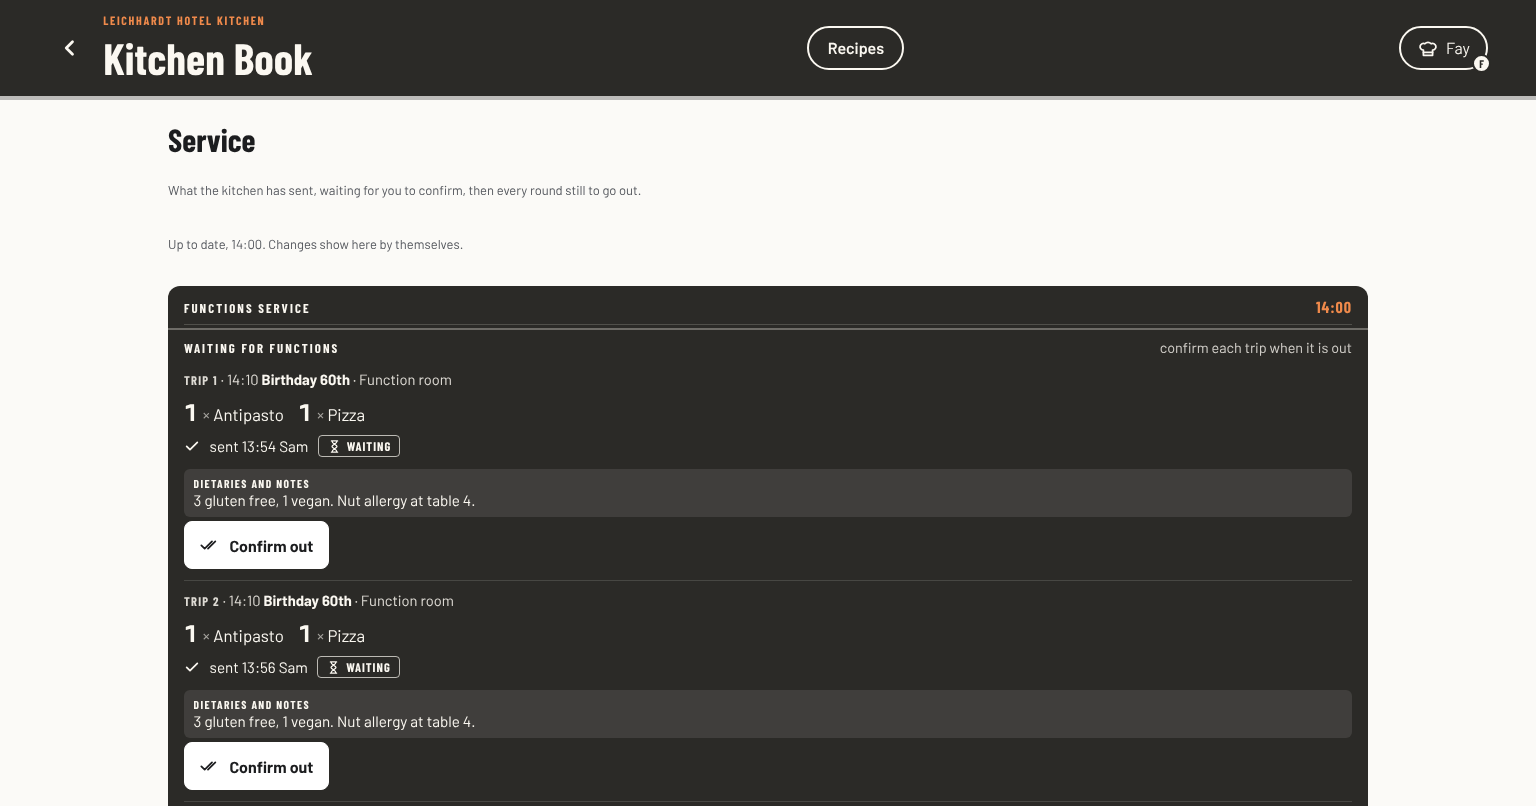 LEICHHARDT HOTEL KITCHEN
Kitchen Book
Recipes
Fay
F
Service
What the kitchen has sent, waiting for you to confirm, then every round still to go out.
Up to date, 14:00. Changes show here by themselves.
FUNCTIONS SERVICE 14:00
WAITING FOR FUNCTIONS confirm each trip when it is out
TRIP 1 · 14:10 Birthday 60th · Function room
1 × Antipasto 1 × Pizza
sent 13:54 Sam WAITING
DIETARIES AND NOTES
3 gluten free, 1 vegan. Nut allergy at table 4.
Confirm out
TRIP 2 · 14:10 Birthday 60th · Function room
1 × Antipasto 1 × Pizza
sent 13:56 Sam WAITING
DIETARIES AND NOTES
3 gluten free, 1 vegan. Nut allergy at table 4.
Confirm out